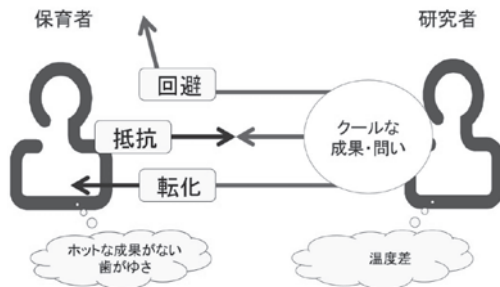 保育者
研究者
回避
抵抗
クールな
成果・問い
転化
ホットな成果がない
歯がゆさ
温度差